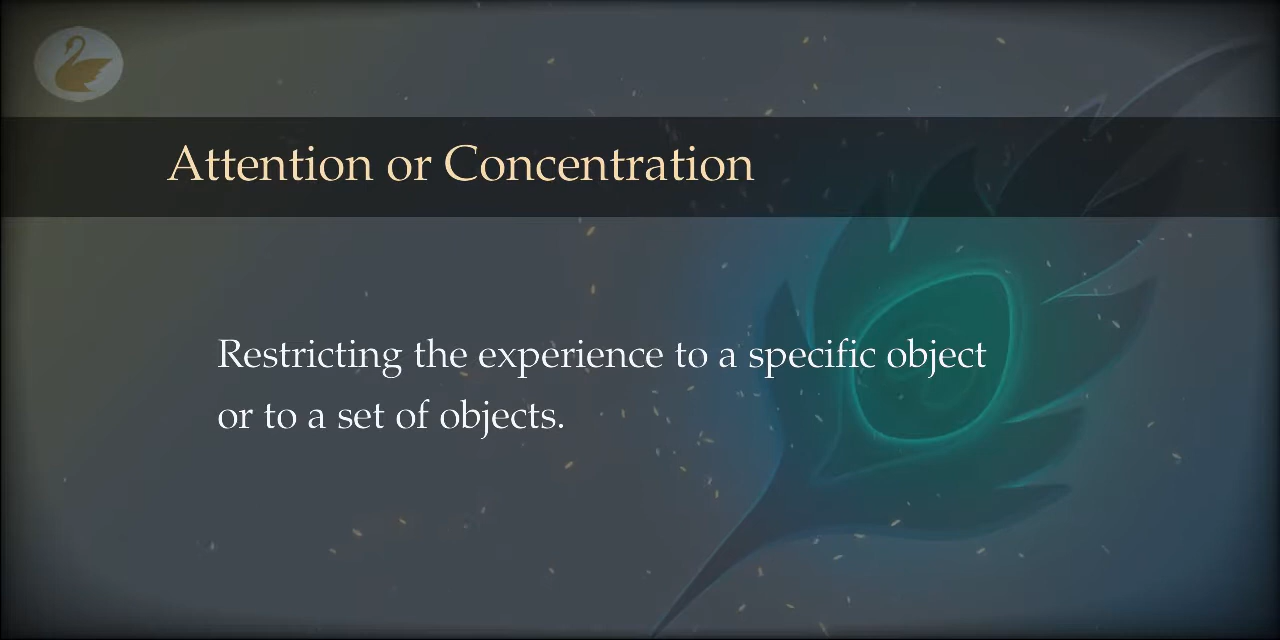 Attention or Concentration
Restricting the experience to a specific object
or to a set of objects.